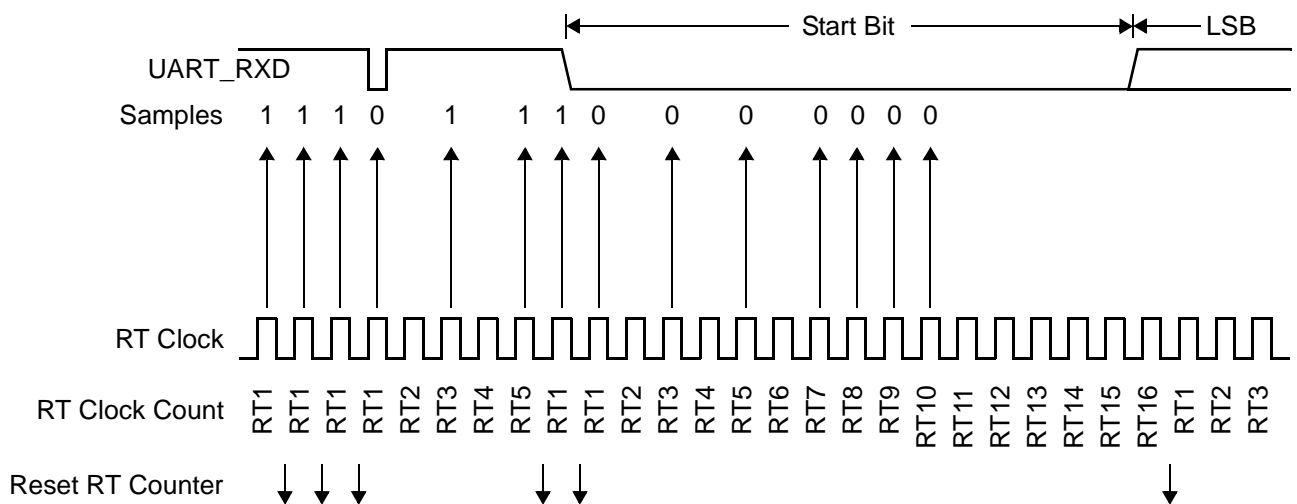 Start Bit LSB
UART_RXD
Samples 1 1 1 0 1 1 1 0 0 0 0 0 0 0
RT Clock
RT Clock Count RT1 RT1 RT1 RT1 RT2 RT3 RT4 RT5 RT1 RT1 RT2 RT3 RT4 RT5 RT6 RT7 RT8 RT9 RT10 RT11 RT12 RT13 RT14 RT15 RT16 RT1 RT2 RT3
Reset RT Counter